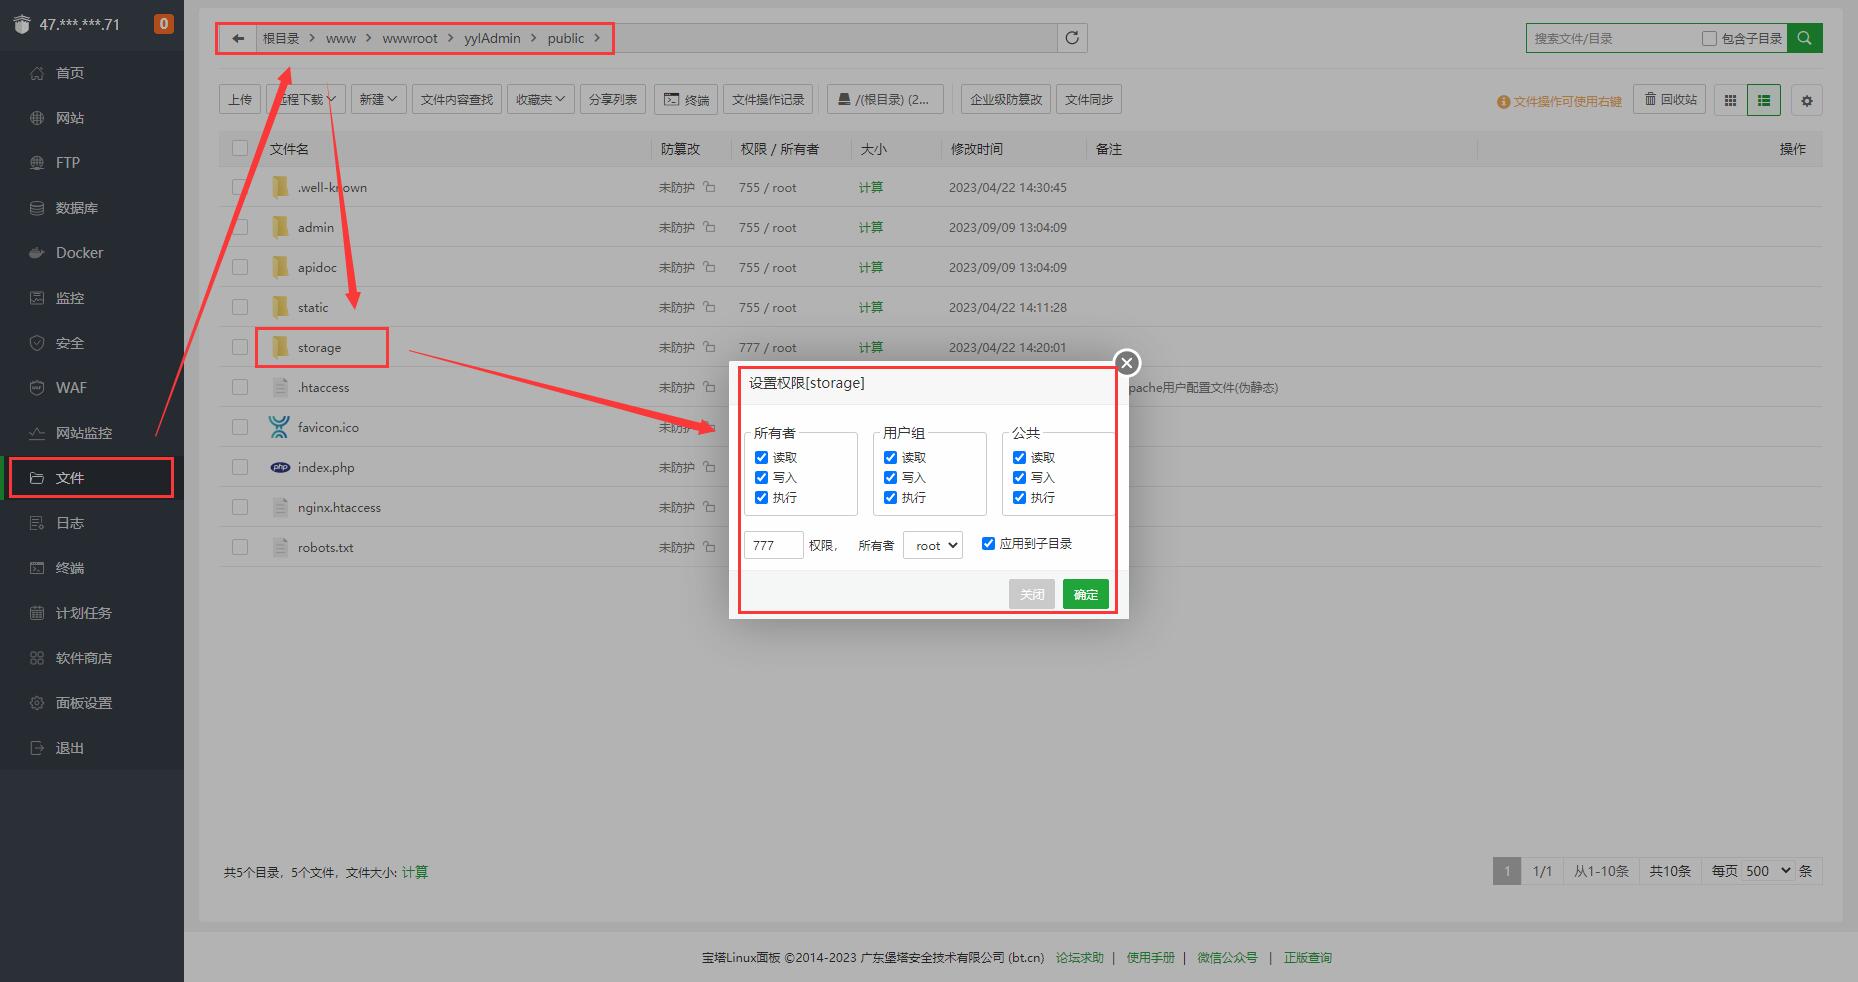 47.***.***.71
0
首页
网站
FTP
数据库
Docker
监控
安全
WAF
网站监控
文件
日志
终端
计划任务
软件商店
面板设置
退出
根目录 > www > wwwroot > yylAdmin > public >
搜索文件/目录 包含子目录
上传 远程下载 新建 文件内容查找 收藏夹 分享列表 终端 文件操作记录 /(根目录) (2... 企业级防篡改 文件同步 文件操作可使用右键 回收站
文件名 防篡改 权限 / 所有者 大小 修改时间 备注 操作
.well-known 未防护 755 / root 计算 2023/04/22 14:30:45
admin 未防护 755 / root 计算 2023/09/09 13:04:09
apidoc 未防护 755 / root 计算 2023/09/09 13:04:09
static 未防护 755 / root 计算 2023/04/22 14:11:28
storage 未防护 777 / root 计算 2023/04/22 14:20:01
.htaccess 未防护 pache用户配置文件(伪静态)
favicon.ico 未防护
php index.php 未防护
nginx.htaccess 未防护
robots.txt 未防护
设置权限[storage]
所有者 用户组 公共
读取 读取 读取
写入 写入 写入
执行 执行 执行
777 权限， 所有者 root 应用到子目录
关闭 确定
共5个目录，5个文件，文件大小: 计算
1 1/1 从1-10条 共10条 每页 500 条
宝塔Linux面板 ©2014-2023 广东堡塔安全技术有限公司 (bt.cn) 论坛求助 | 使用手册 | 微信公众号 | 正版查询